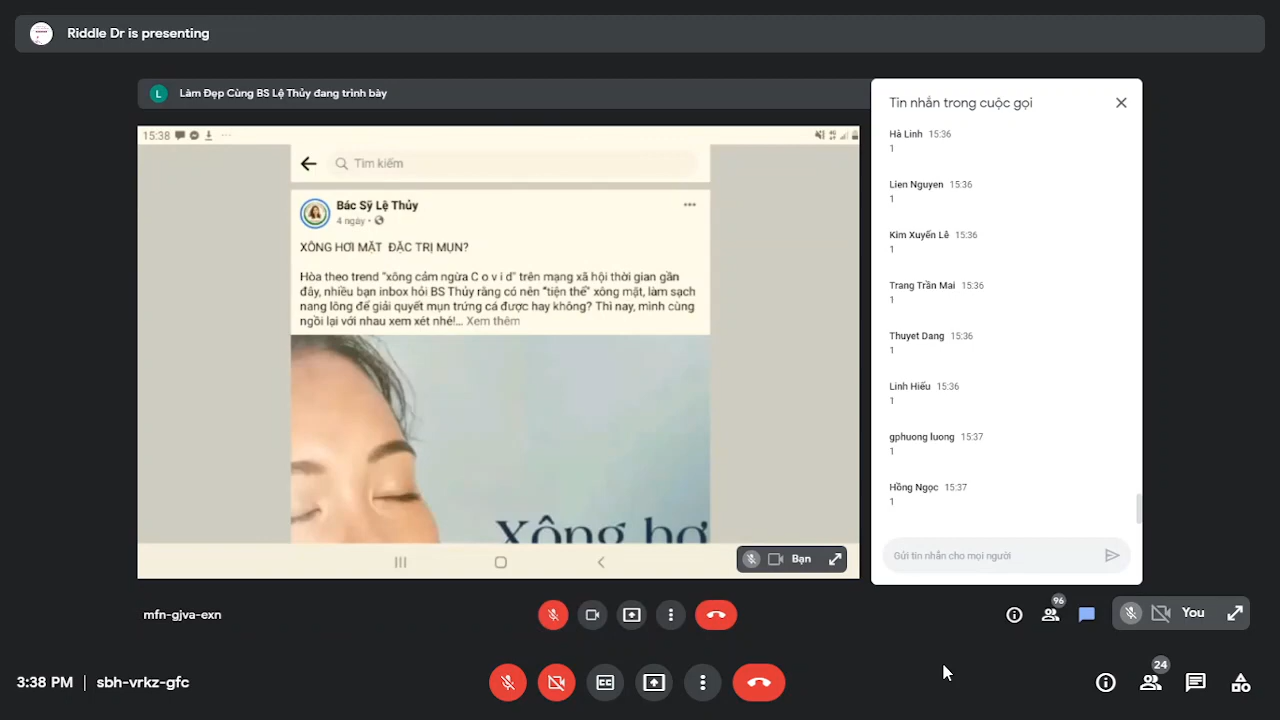 Riddle Dr is presenting
L
Làm Đẹp Cùng BS Lệ Thủy đang trình bày
15:38
Tìm kiếm
Bác Sỹ Lệ Thủy
4 ngày
XÔNG HƠI MẶT ĐẶC TRỊ MỤN?
Hòa theo trend "xông cảm ngừa C o v i d" trên mạng xã hội thời gian gần
đây, nhiều bạn inbox hỏi BS Thủy rằng có nên "tiện thể" xông mặt, làm sạch
nang lông để giải quyết mụn trứng cá được hay không? Thì nay, mình cùng
ngồi lại với nhau xem xét nhé!... Xem thêm
Xông hơ
Bạn
Tin nhắn trong cuộc gọi
Hà Linh 15:36
1
Lien Nguyen 15:36
1
Kim Xuyến Lê 15:36
1
Trang Trần Mai 15:36
1
Thuyet Dang 15:36
1
Linh Hiếu 15:36
1
gphuong luong 15:37
1
Hồng Ngọc 15:37
1
Gửi tin nhắn cho mọi người
mfn-gjva-exn
96
You
3:38 PM | sbh-vrkz-gfc
24